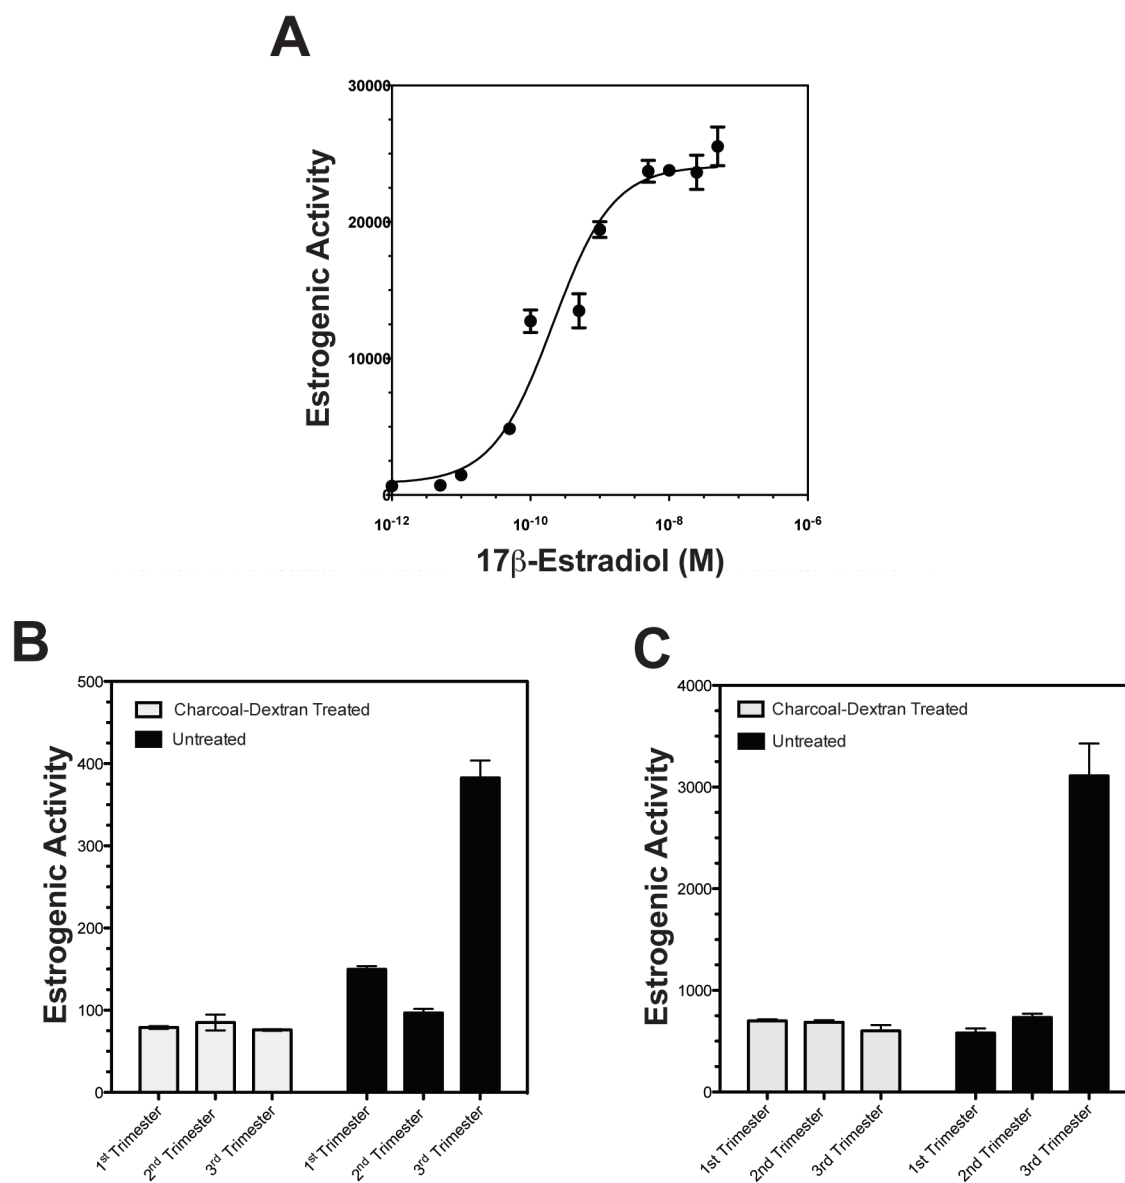 A
30000
20000
10000
0
Estrogenic Activity
10-12
10-10
10-8
10-6
17β-Estradiol (M)
B
500
400
300
200
100
0
Estrogenic Activity
Charcoal-Dextran Treated
Untreated
1st Trimester
2nd Trimester
3rd Trimester
1st Trimester
2nd Trimester
3rd Trimester
C
4000
3000
2000
1000
0
Estrogenic Activity
Charcoal-Dextran Treated
Untreated
1st Trimester
2nd Trimester
3rd Trimester
1st Trimester
2nd Trimester
3rd Trimester